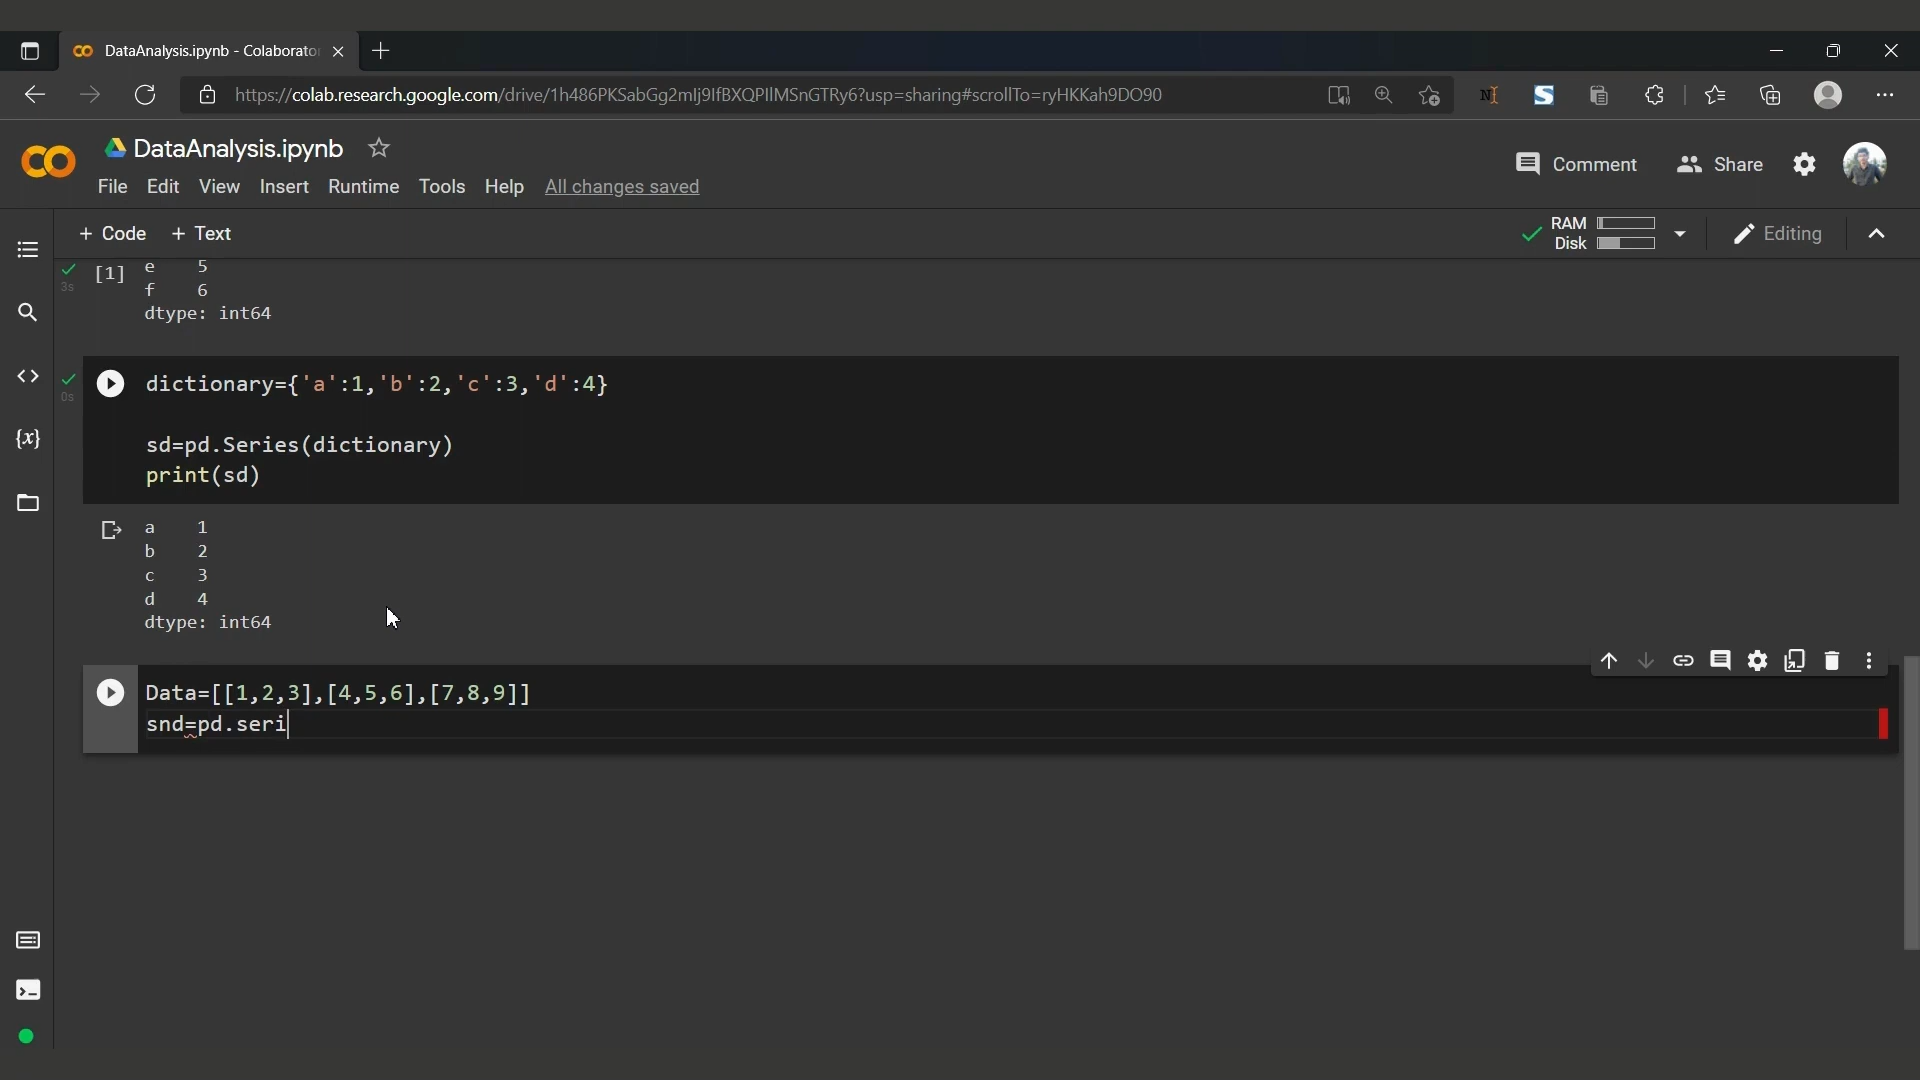 DataAnalysis.ipynb - Colaborato
https://colab.research.google.com/drive/1h486PKSabGg2mlj9IfBXQPIlMSnGTRy6?usp=sharing#scrollTo=ryHKKah9DO90
DataAnalysis.ipynb
Comment
Share
File Edit View Insert Runtime Tools Help All changes saved
+ Code + Text
RAM
Disk
Editing
[1] e 5
3s
f 6
dtype: int64
dictionary={'a':1,'b':2,'c':3,'d':4}
0s
sd=pd.Series(dictionary)
print(sd)
a 1
b 2
c 3
d 4
dtype: int64
Data=[[1,2,3],[4,5,6],[7,8,9]]
snd=pd.seri